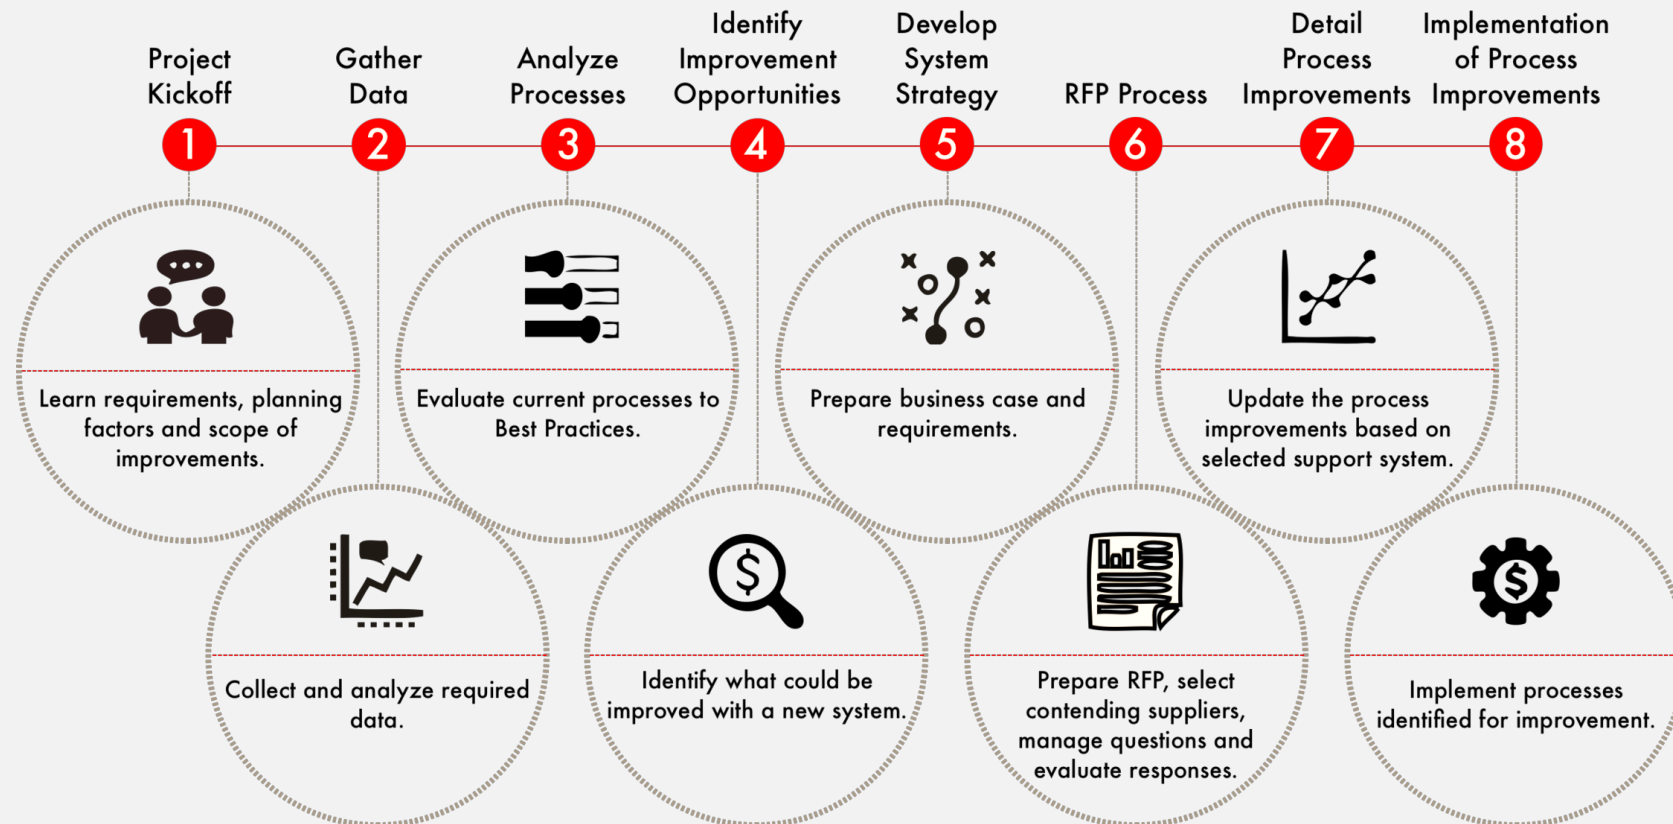 Project
Kickoff
1
Learn requirements, planning
factors and scope of
improvements.
Gather
Data
2
Collect and analyze required
data.
Analyze
Processes
3
Evaluate current processes to
Best Practices.
Identify
Improvement
Opportunities
4
$
Identify what could be
improved with a new system.
Develop
System
Strategy
5
Prepare business case and
requirements.
RFP Process
6
Prepare RFP, select
contending suppliers,
manage questions and
evaluate responses.
Detail
Process
Improvements
7
Update the process
improvements based on
selected support system.
Implementation
of Process
Improvements
8
$
Implement processes
identified for improvement.